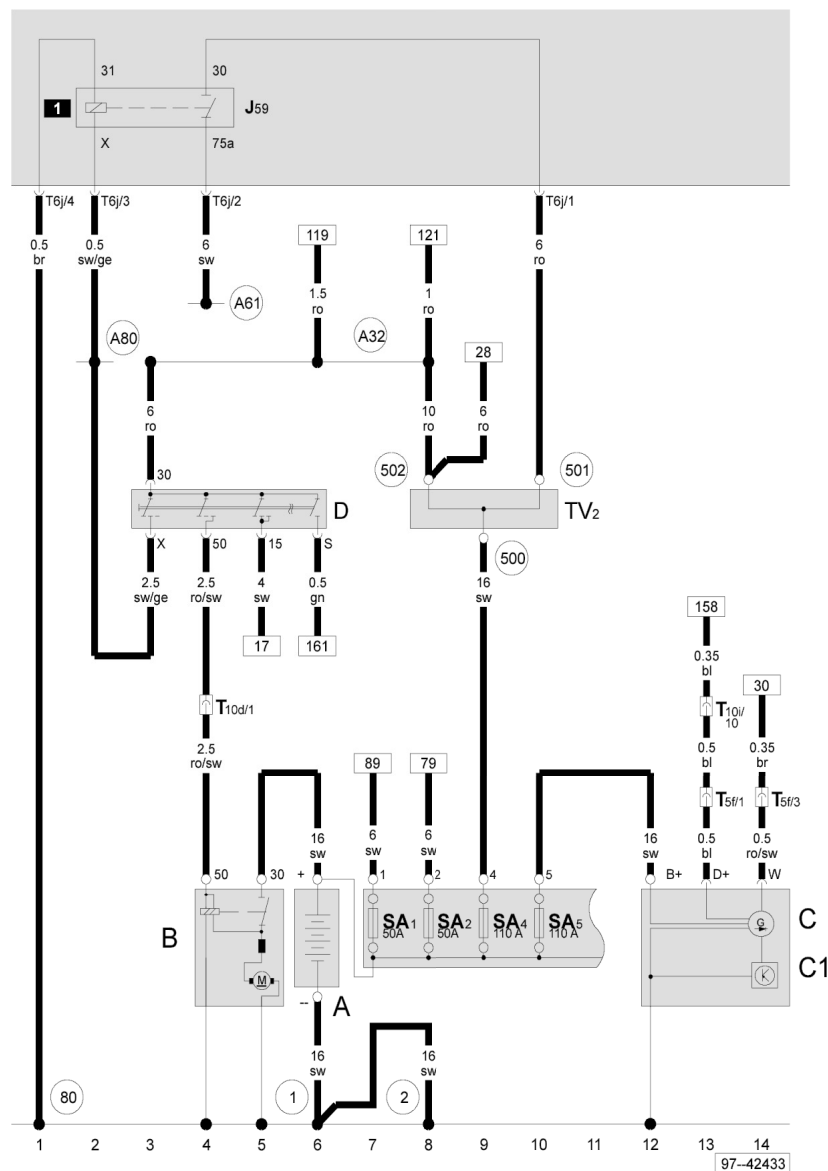 31 30
1 J59
X 75a
T6j/4 T6j/3 T6j/2 T6j/1
0.5 0.5 6 119 121 6
br sw/ge sw ro
A61
1.5 1
ro ro
A80 A32
28
6 10 6
ro ro ro
502 501
30
D TV2
X 50 15 S
500
2.5 2.5 4 0.5 16
sw/ge ro/sw sw gn sw
158
17 161
0.35
bl
30
T10d/1 T10i/
10
2.5 0.5 0.35
ro/sw bl br
89 79
T5f/1 T5f/3
16 6 6 16 0.5 0.5
sw sw sw sw bl ro/sw
50 30 + 1 2 4 5 B+ D+ W
SA1 SA2 SA4 SA5 G C
50A 50A 110 A 110 A
B C1
M
-- A
16 16
sw sw
80 1 2
1 2 3 4 5 6 7 8 9 10 11 12 13 14
97--42433